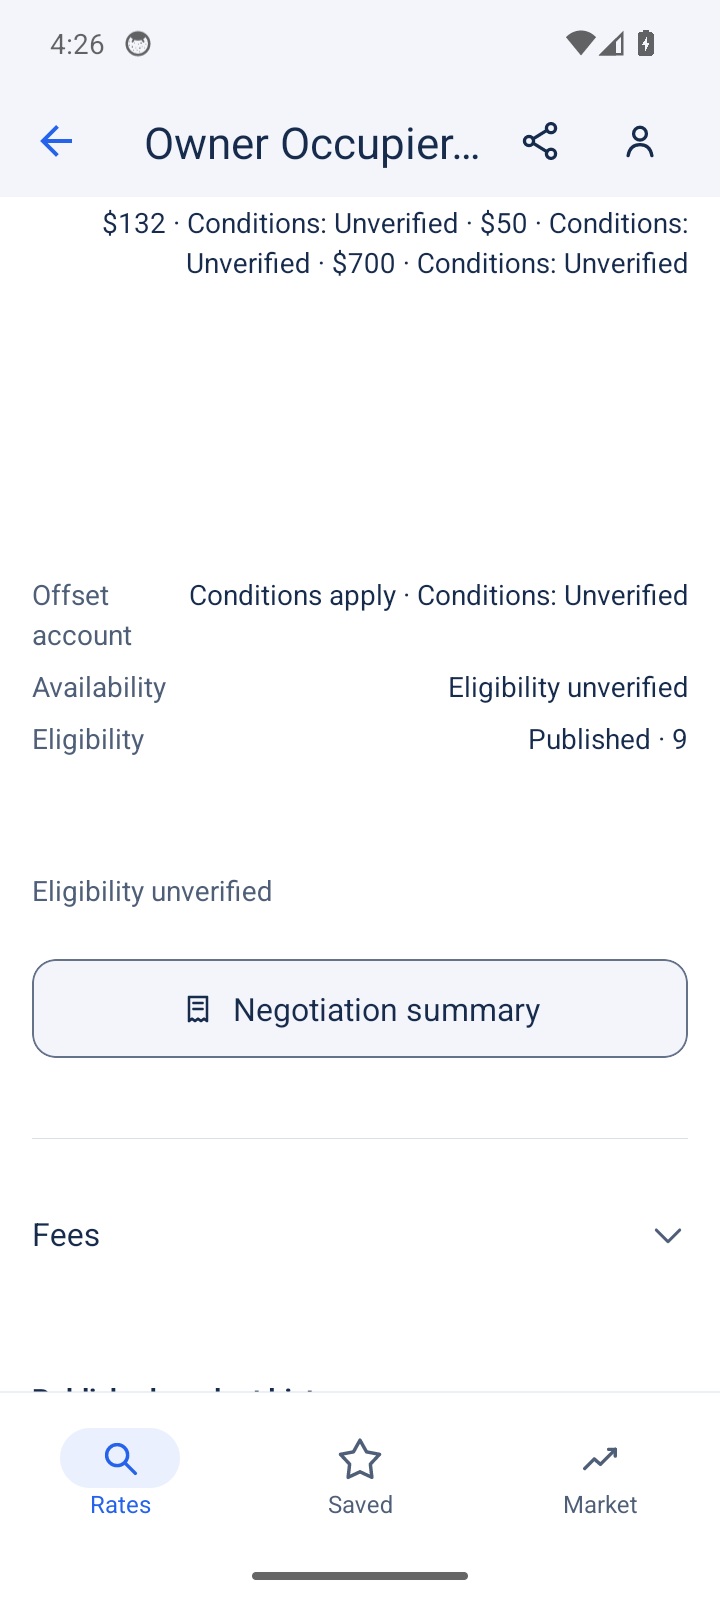 4:26
Owner Occupier...
$132 · Conditions: Unverified · $50 · Conditions:
Unverified · $700 · Conditions: Unverified
Offset account
Conditions apply · Conditions: Unverified
Availability
Eligibility unverified
Eligibility
Published · 9
Eligibility unverified
Negotiation summary
Fees
Rates
Saved
Market